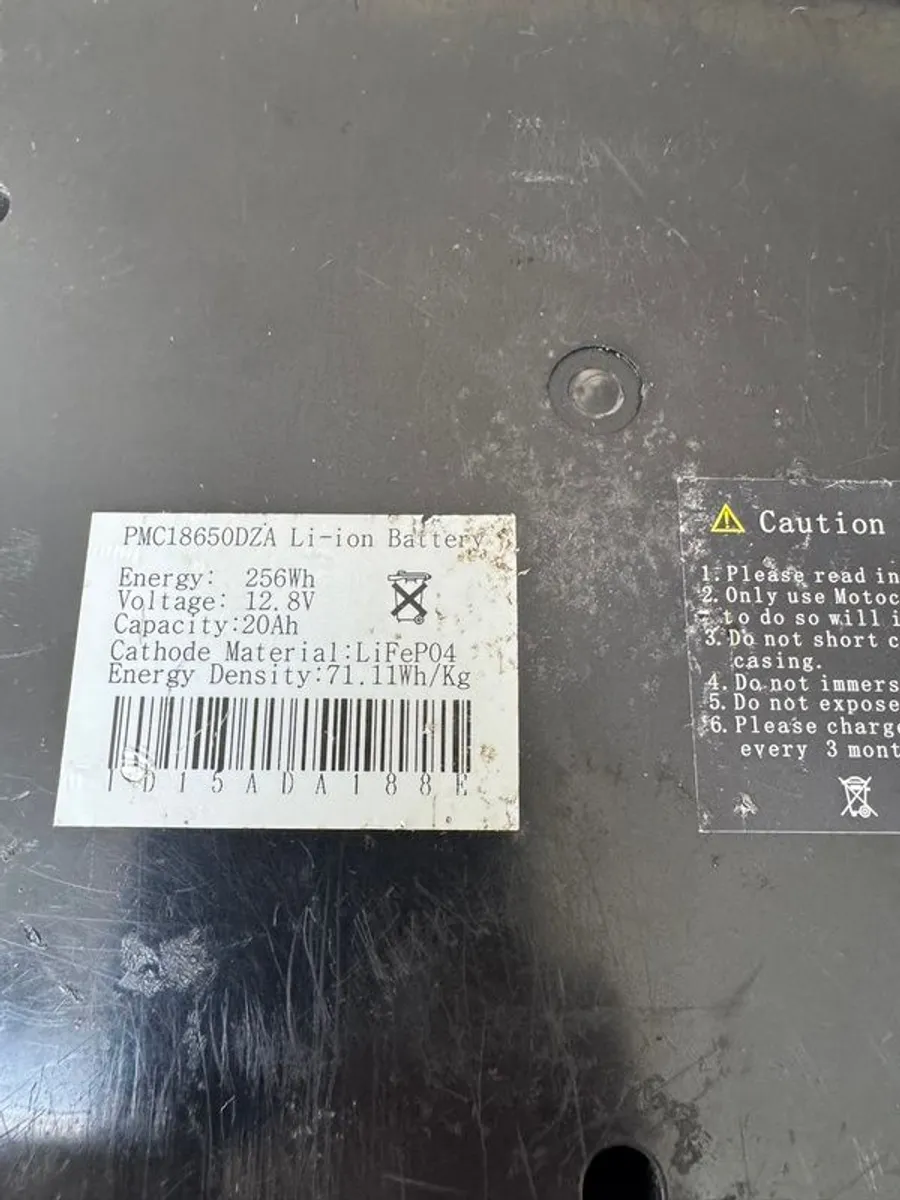 PMC18650DZA Li-ion Battery
Energy: 256Wh
Voltage: 12.8V
Capacity:20Ah
Cathode Material:LiFePO4
Energy Density:71.11Wh/Kg
D15ADA188E
Caution
1.Please read in
2.Only use Motoc
to do so will i
3.Do not short c
casing.
4.Do not immers
5.Do not expose
6.Please charge
every 3 mont